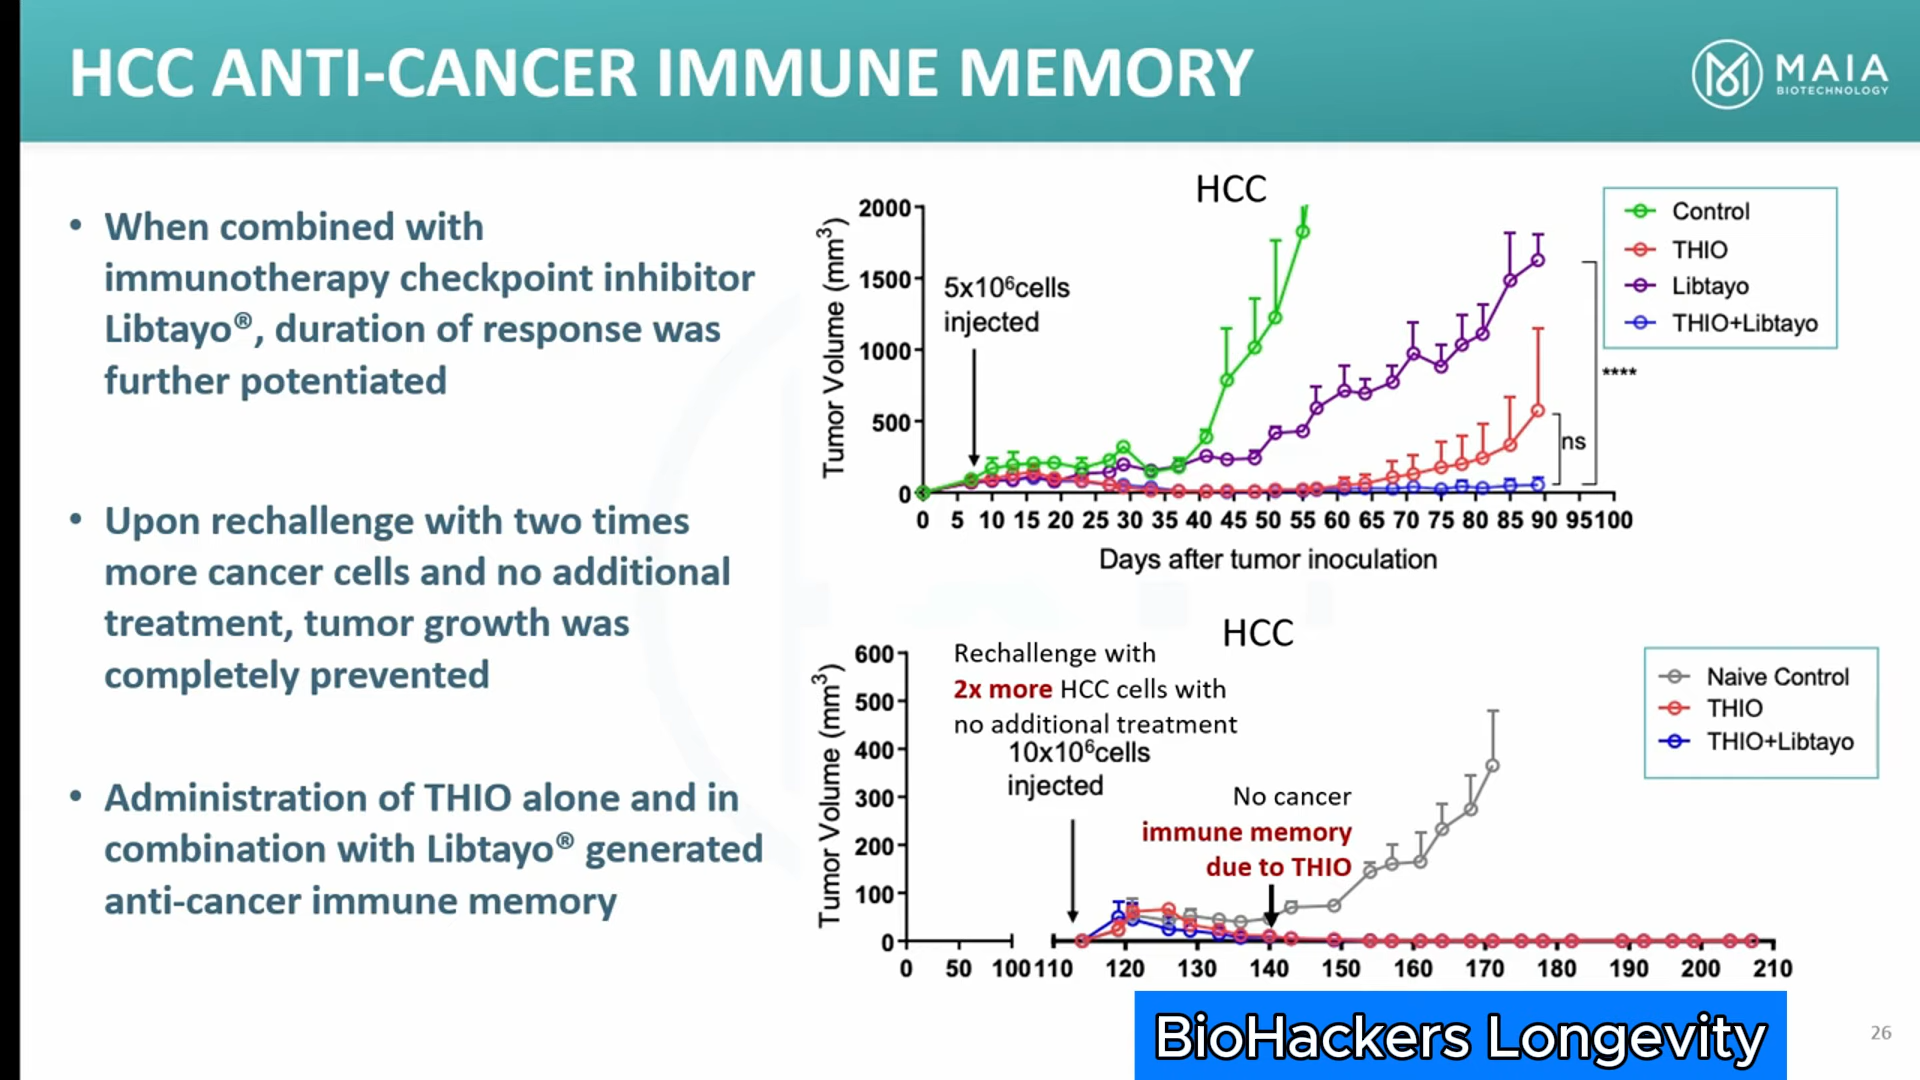 HCC ANTI-CANCER IMMUNE MEMORY
MAIA
BIOTECHNOLOGY
• When combined with
immunotherapy checkpoint inhibitor
Libtayo®, duration of response was
further potentiated
• Upon rechallenge with two times
more cancer cells and no additional
treatment, tumor growth was
completely prevented
• Administration of THIO alone and in
combination with Libtayo® generated
anti-cancer immune memory
HCC
Tumor Volume (mm³)
2000
1500
1000
500
0
5x10⁶cells
injected
Control
THIO
Libtayo
THIO+Libtayo
****
ns
0 5 10 15 20 25 30 35 40 45 50 55 60 65 70 75 80 85 90 95 100
Days after tumor inoculation
HCC
Tumor Volume (mm³)
600
500
400
300
200
100
0
Rechallenge with
2x more HCC cells with
no additional treatment
10x10⁶cells
injected
No cancer
immune memory
due to THIO
Naive Control
THIO
THIO+Libtayo
0 50 100 110 120 130 140 150 160 170 180 190 200 210
BioHackers Longevity
26